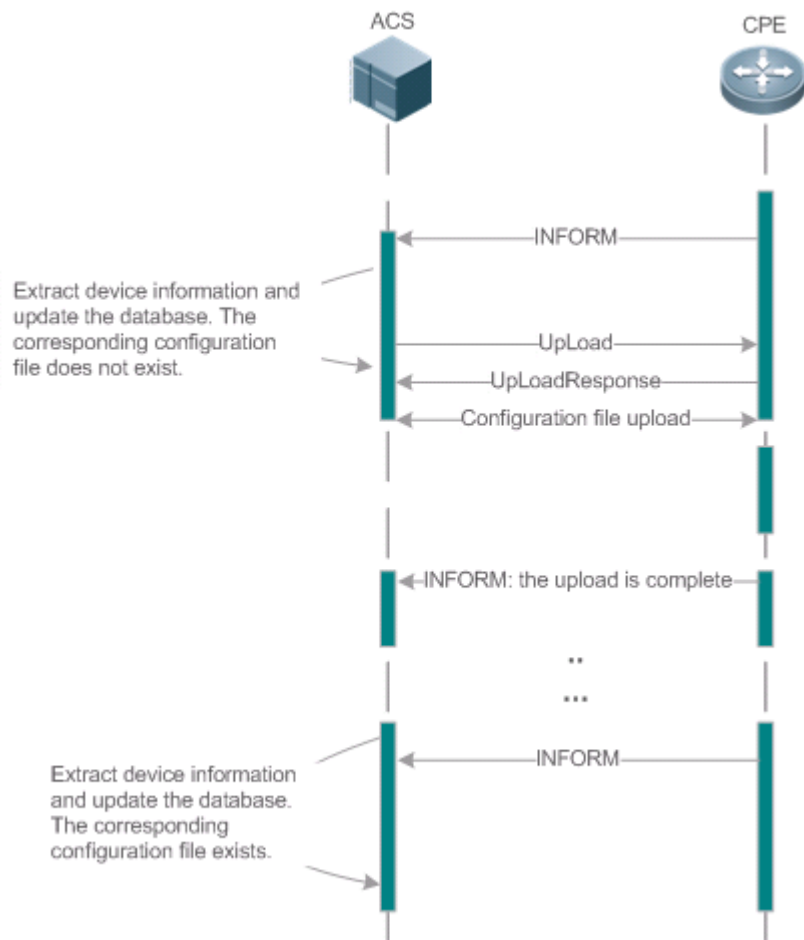 ACS
CPE
INFORM
Extract device information and
update the database. The
corresponding configuration
file does not exist.
UpLoad
UpLoadResponse
Configuration file upload
INFORM: the upload is complete
..
...
INFORM
Extract device information
and update the database.
The corresponding
configuration file exists.